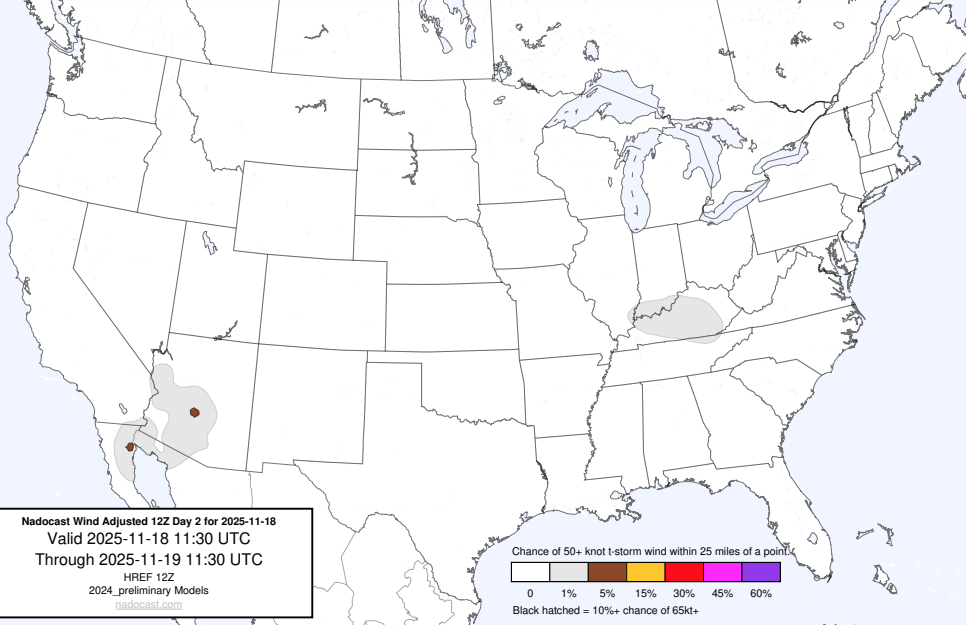 Nadocast Wind Adjusted 12Z Day 2 for 2025-11-18
Valid 2025-11-18 11:30 UTC
Through 2025-11-19 11:30 UTC
HREF 12Z
2024_preliminary Models
nadocast.com
Chance of 50+ knot t-storm wind within 25 miles of a point.
0 1% 5% 15% 30% 45% 60%
Black hatched = 10%+ chance of 65kt+